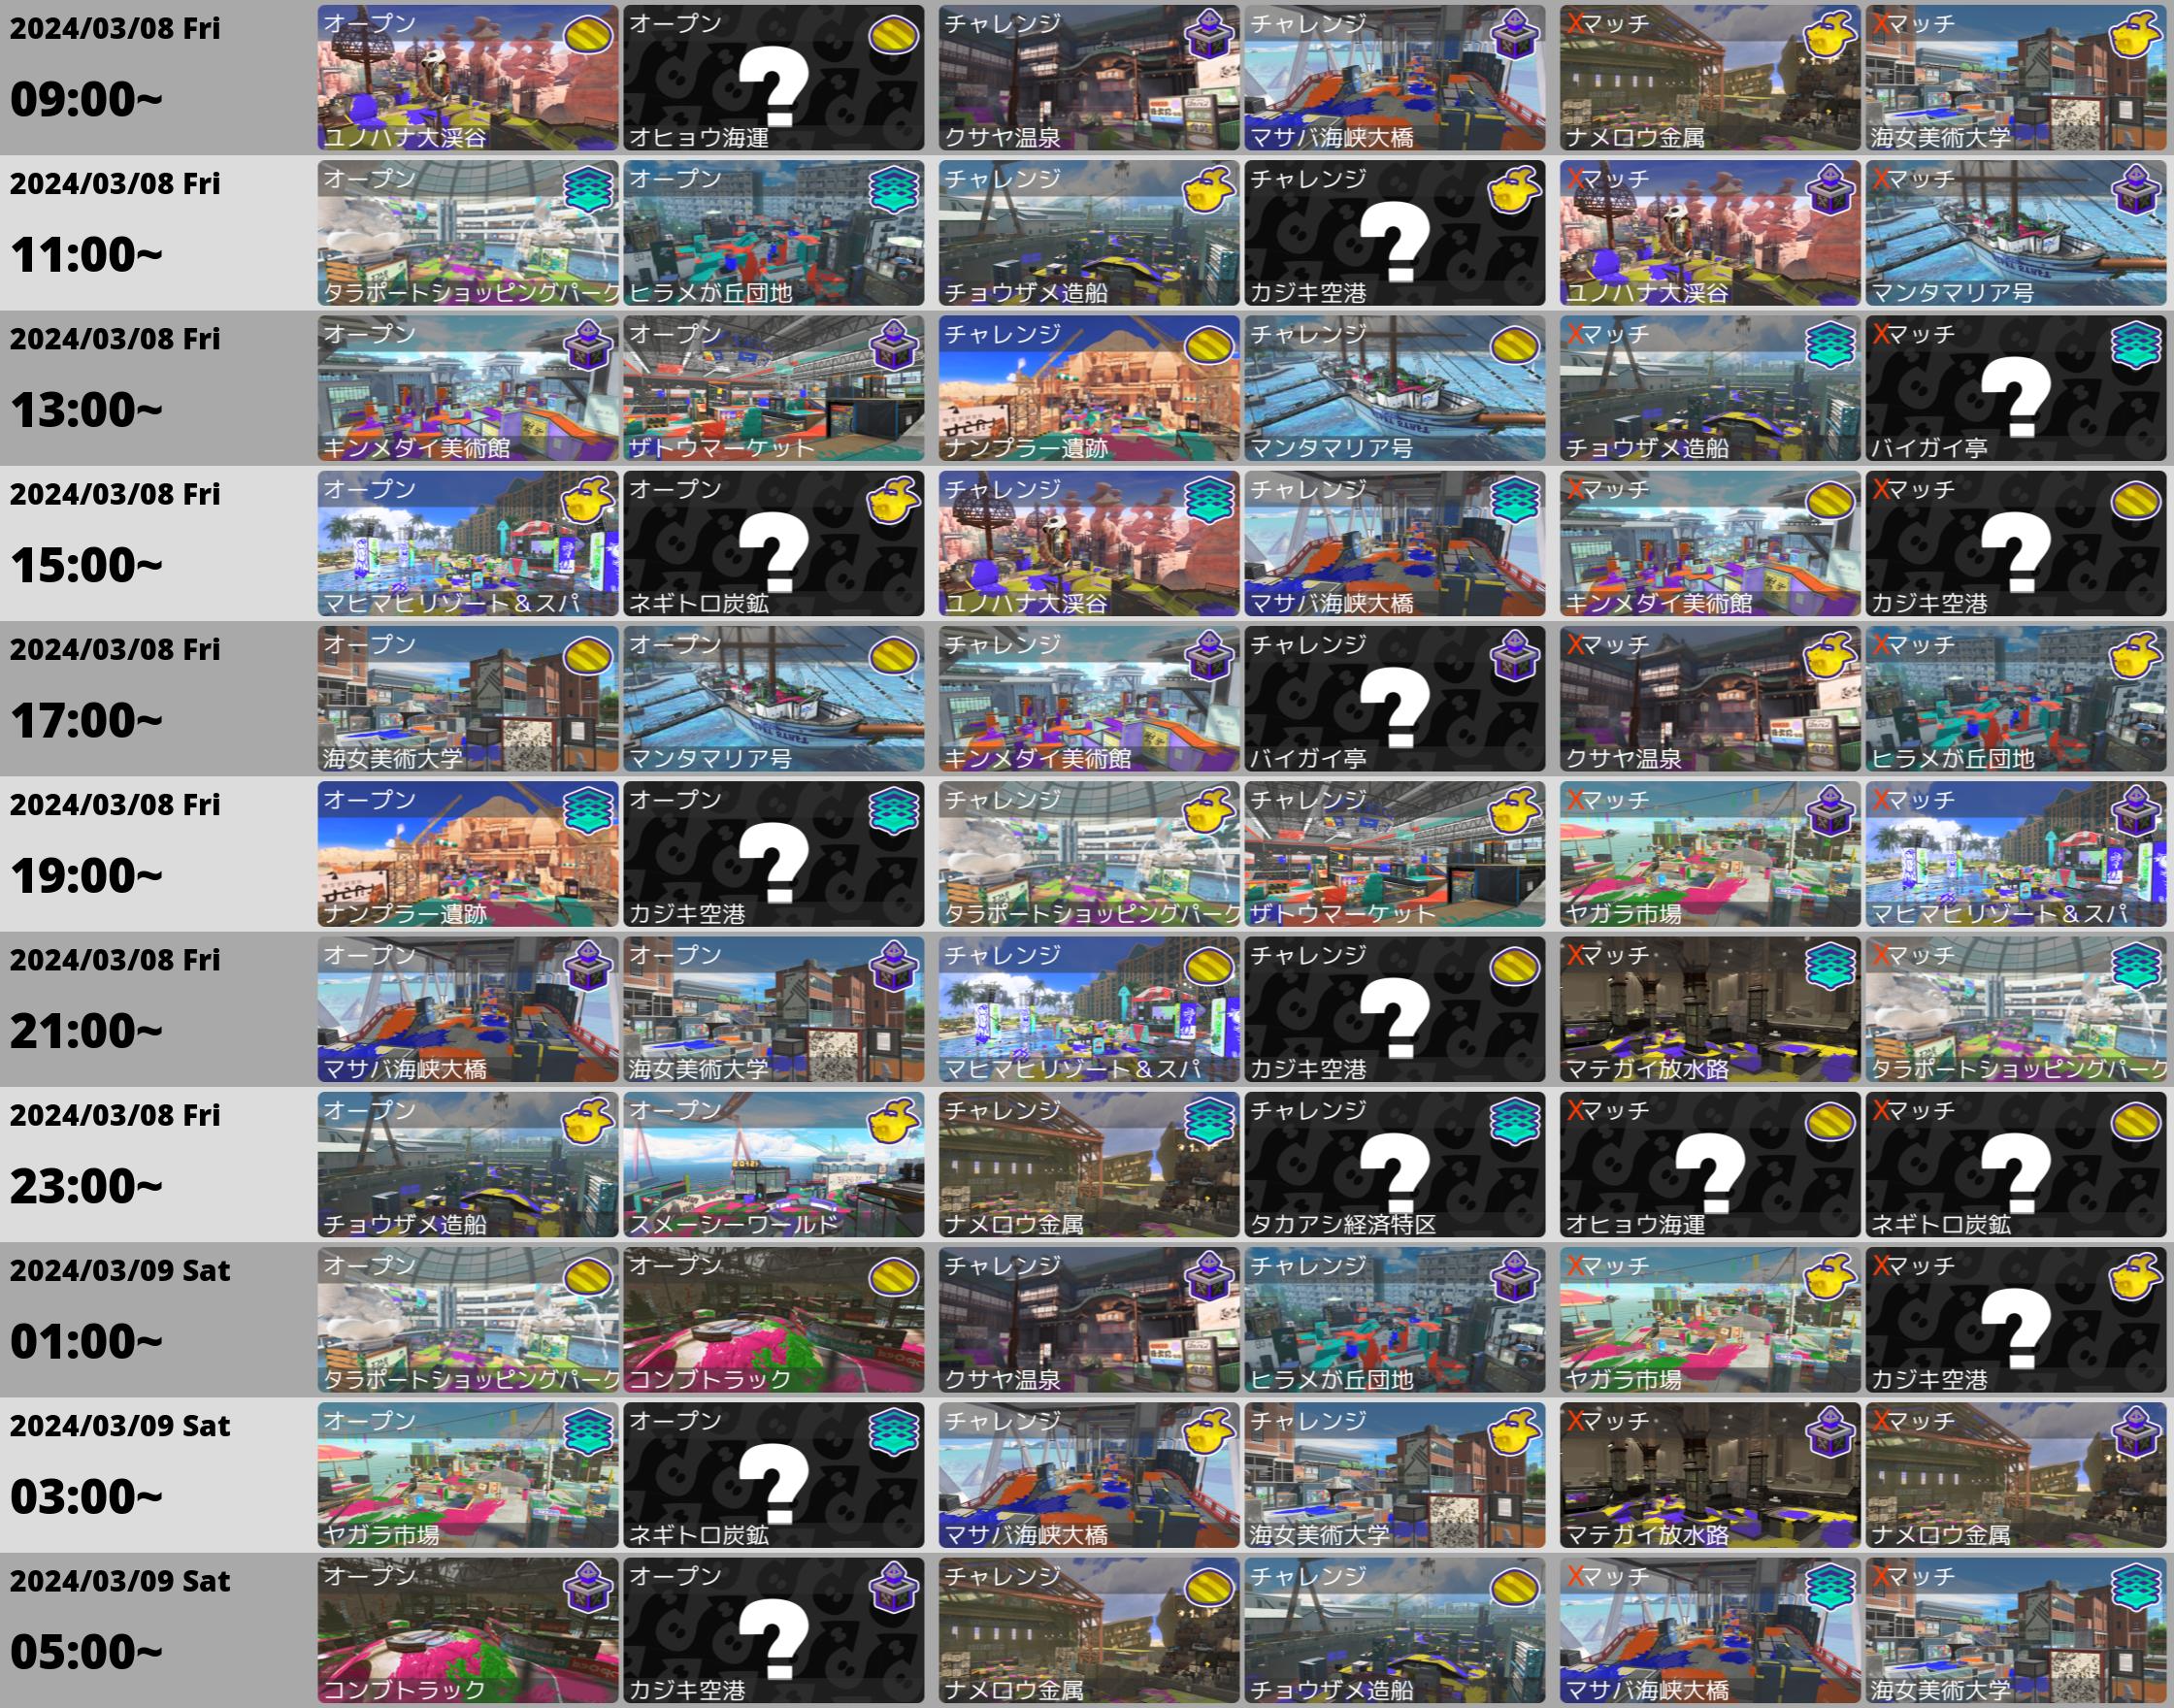 2024/03/08 Fri
09:00~
オープン
ユノハナ大渓谷
オープン
オヒョウ海運
チャレンジ
クサヤ温泉
チャレンジ
マサバ海峡大橋
Xマッチ
ナメロウ金属
Xマッチ
海女美術大学
2024/03/08 Fri
11:00~
オープン
タラポートショッピングパーク
オープン
ヒラメが丘団地
チャレンジ
チョウザメ造船
チャレンジ
カジキ空港
Xマッチ
ユノハナ大渓谷
Xマッチ
マンタマリア号
2024/03/08 Fri
13:00~
オープン
キンメダイ美術館
オープン
ザトウマーケット
チャレンジ
ナンプラー遺跡
チャレンジ
マンタマリア号
Xマッチ
チョウザメ造船
Xマッチ
バイガイ亭
2024/03/08 Fri
15:00~
オープン
マヒマヒリゾート&スパ
オープン
ネギトロ炭鉱
チャレンジ
ユノハナ大渓谷
チャレンジ
マサバ海峡大橋
Xマッチ
キンメダイ美術館
Xマッチ
カジキ空港
2024/03/08 Fri
17:00~
オープン
海女美術大学
オープン
マンタマリア号
チャレンジ
キンメダイ美術館
チャレンジ
バイガイ亭
Xマッチ
クサヤ温泉
Xマッチ
ヒラメが丘団地
2024/03/08 Fri
19:00~
オープン
ナンプラー遺跡
オープン
カジキ空港
チャレンジ
タラポートショッピングパーク
チャレンジ
ザトウマーケット
Xマッチ
ヤガラ市場
Xマッチ
マヒマヒリゾート&スパ
2024/03/08 Fri
21:00~
オープン
マサバ海峡大橋
オープン
海女美術大学
チャレンジ
マヒマヒリゾート&スパ
チャレンジ
カジキ空港
Xマッチ
マテガイ放水路
Xマッチ
タラポートショッピングパーク
2024/03/08 Fri
23:00~
オープン
チョウザメ造船
オープン
スメーシーワールド
チャレンジ
ナメロウ金属
チャレンジ
タカアシ経済特区
Xマッチ
オヒョウ海運
Xマッチ
ネギトロ炭鉱
2024/03/09 Sat
01:00~
オープン
タラポートショッピングパーク
オープン
コンブトラック
チャレンジ
クサヤ温泉
チャレンジ
ヒラメが丘団地
Xマッチ
ヤガラ市場
Xマッチ
カジキ空港
2024/03/09 Sat
03:00~
オープン
ヤガラ市場
オープン
ネギトロ炭鉱
チャレンジ
マサバ海峡大橋
チャレンジ
海女美術大学
Xマッチ
マテガイ放水路
Xマッチ
ナメロウ金属
2024/03/09 Sat
05:00~
オープン
コンブトラック
オープン
カジキ空港
チャレンジ
ナメロウ金属
チャレンジ
チョウザメ造船
Xマッチ
マサバ海峡大橋
Xマッチ
海女美術大学